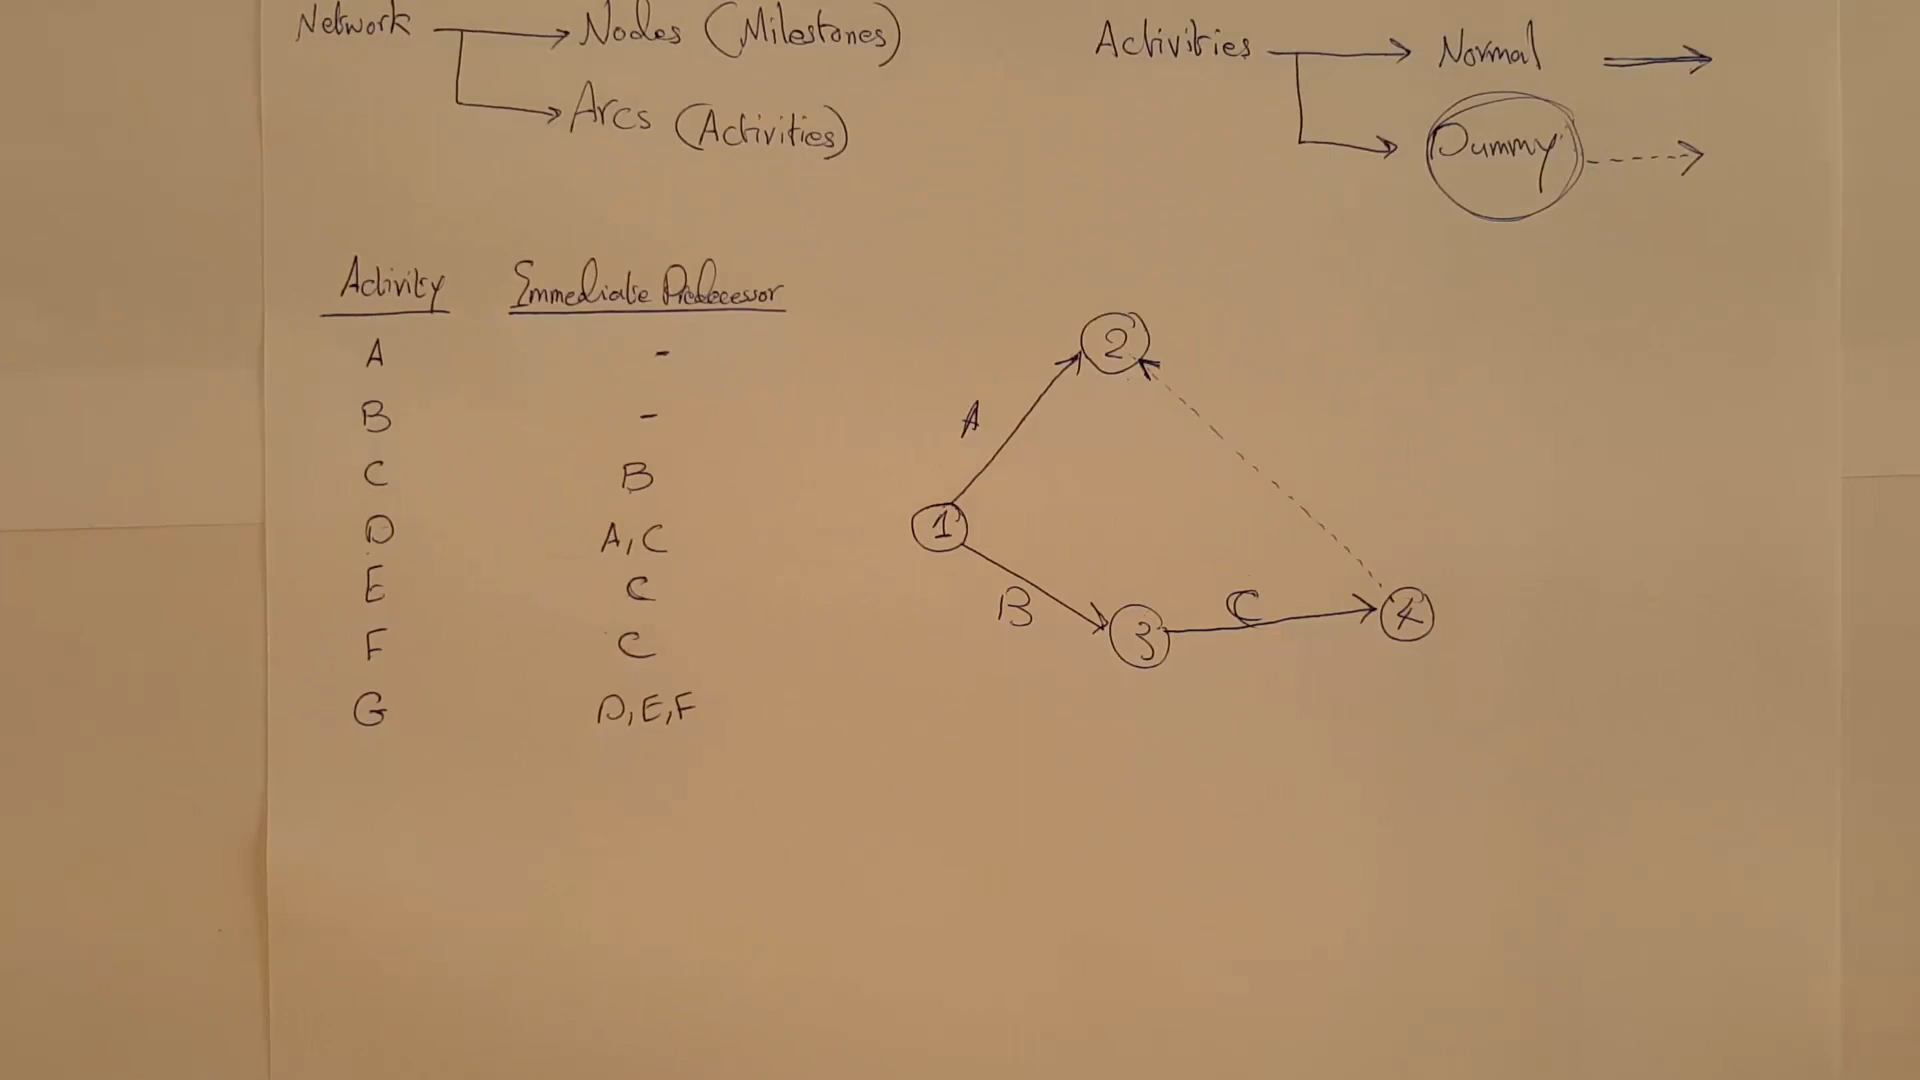 Network Nodes (Milestones)
Arcs (Activities)
Activities Normal
Dummy
Activity Immediate Predecessor
A -
B -
C B
D A,C
E C
F C
G D,E,F
2
A
1
B
3
C
4